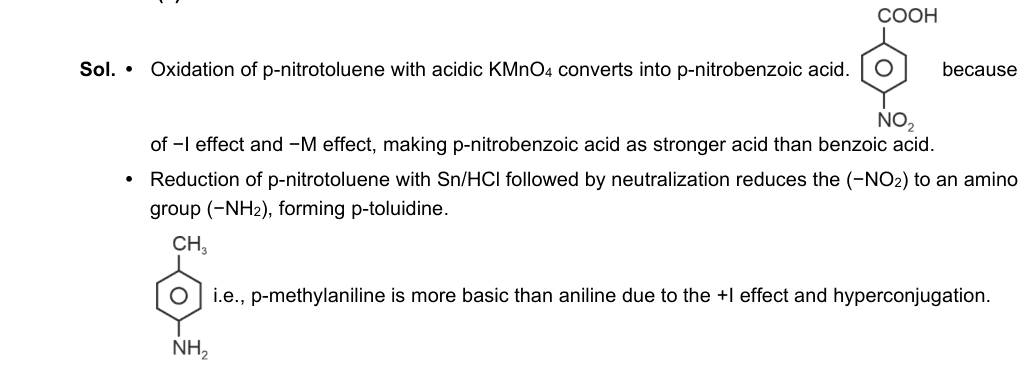 COOH
Sol. • Oxidation of p-nitrotoluene with acidic KMnO₄ converts into p-nitrobenzoic acid. because
NO₂
of −I effect and −M effect, making p-nitrobenzoic acid as stronger acid than benzoic acid.
• Reduction of p-nitrotoluene with Sn/HCl followed by neutralization reduces the (−NO₂) to an amino
group (−NH₂), forming p-toluidine.
CH₃
i.e., p-methylaniline is more basic than aniline due to the +I effect and hyperconjugation.
NH₂